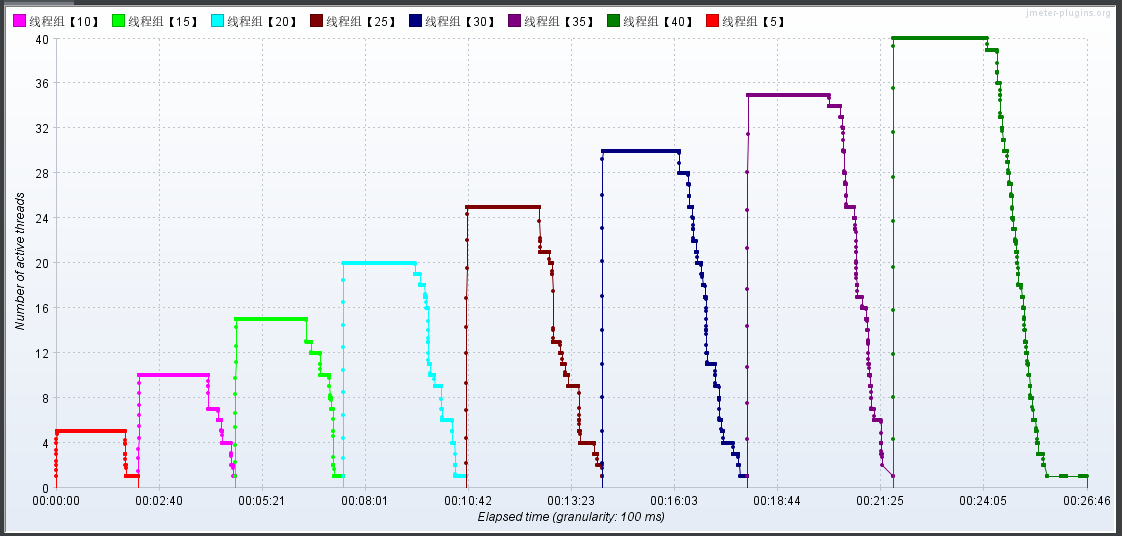 线程组【10】 线程组【15】 线程组【20】 线程组【25】 线程组【30】 线程组【35】 线程组【40】 线程组【5】
jmeter-plugins.org
40
36
32
28
24
20
16
12
8
4
0
Number of active threads
00:00:00 00:02:40 00:05:21 00:08:01 00:10:42 00:13:23 00:16:03 00:18:44 00:21:25 00:24:05 00:26:46
Elapsed time (granularity: 100 ms)